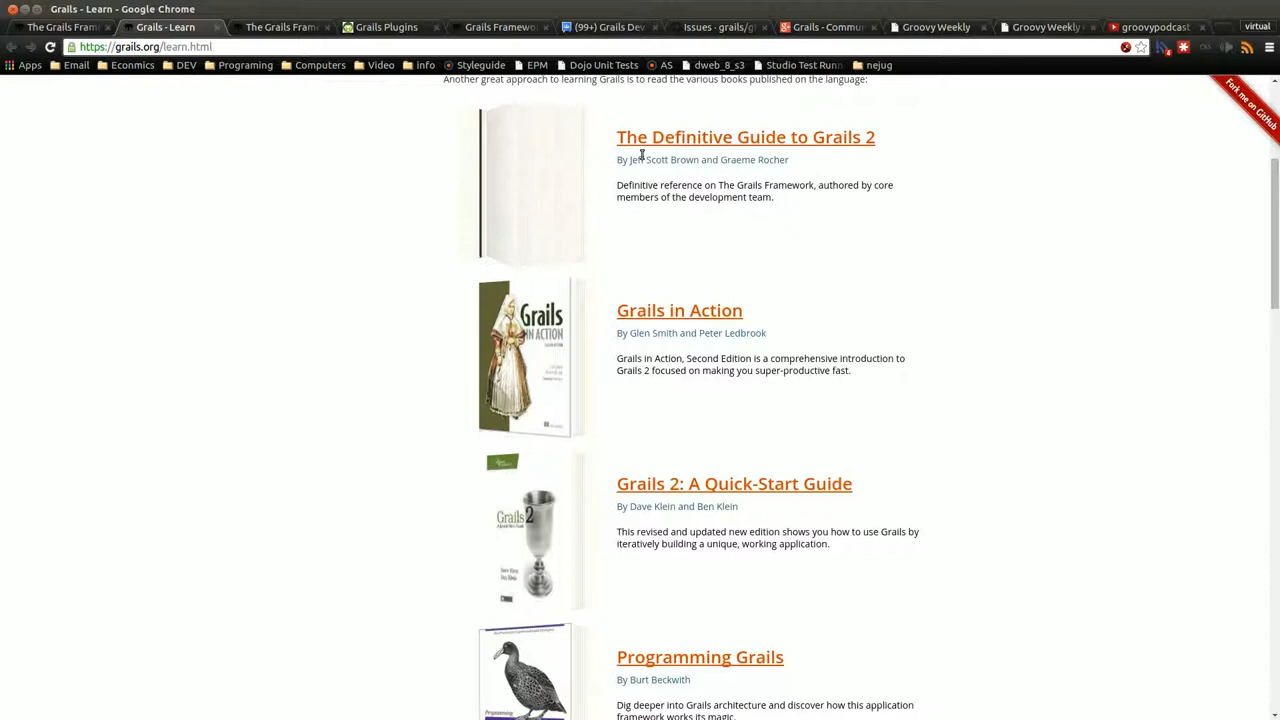 Grails - Learn - Google Chrome
The Grails Fram
Grails - Learn
The Grails Fram
Grails Plugins
Grails Framewo
(99+) Grails Dev
Issues · grails/g
Grails - Commun
Groovy Weekly
Groovy Weekly
groovypodcast
virtual
https://grails.org/learn.html
Apps
Email
Econmics
DEV
Programing
Computers
Video
info
Styleguide
EPM
Dojo Unit Tests
AS
dweb_8_s3
Studio Test Runn
nejug
Another great approach to learning Grails is to read the various books published on the language:
Fork me on GitHub
The Definitive Guide to Grails 2
By Jeff Scott Brown and Graeme Rocher
Definitive reference on The Grails Framework, authored by core
members of the development team.
Grails
IN ACTION
Grails in Action
By Glen Smith and Peter Ledbrook
Grails in Action, Second Edition is a comprehensive introduction to
Grails 2 focused on making you super-productive fast.
Grails 2
Grails 2: A Quick-Start Guide
By Dave Klein and Ben Klein
This revised and updated new edition shows you how to use Grails by
iteratively building a unique, working application.
Programming
Programming Grails
By Burt Beckwith
Dig deeper into Grails architecture and discover how this application
framework works its magic.